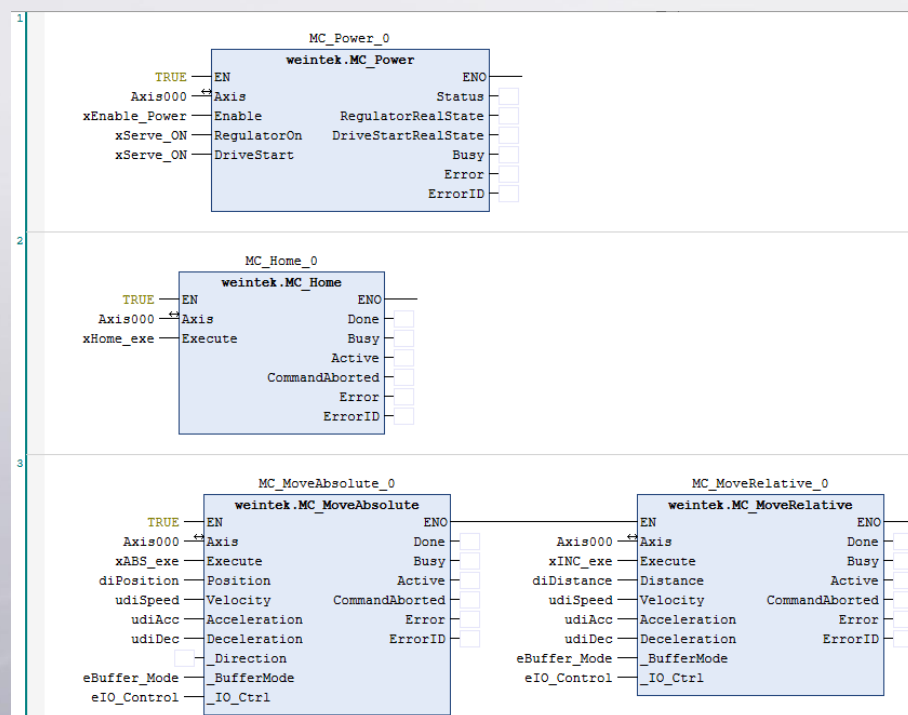 1
MC_Power_0
weintek.MC_Power
TRUE EN ENO
Axis000 Axis Status
xEnable_Power Enable RegulatorRealState
xServe_ON RegulatorOn DriveStartRealState
xServe_ON DriveStart Busy
Error
ErrorID
2
MC_Home_0
weintek.MC_Home
TRUE EN ENO
Axis000 Axis Done
xHome_exe Execute Busy
Active
CommandAborted
Error
ErrorID
3
MC_MoveAbsolute_0 MC_MoveRelative_0
weintek.MC_MoveAbsolute weintek.MC_MoveRelative
TRUE EN ENO EN ENO
Axis000 Axis Done Axis000 Axis Done
xABS_exe Execute Busy xINC_exe Execute Busy
diPosition Position Active diDistance Distance Active
udiSpeed Velocity CommandAborted udiSpeed Velocity CommandAborted
udiAcc Acceleration Error udiAcc Acceleration Error
udiDec Deceleration ErrorID udiDec Deceleration ErrorID
_Direction eBuffer_Mode _BufferMode
eBuffer_Mode _BufferMode eIO_Control _IO_Ctrl
eIO_Control _IO_Ctrl